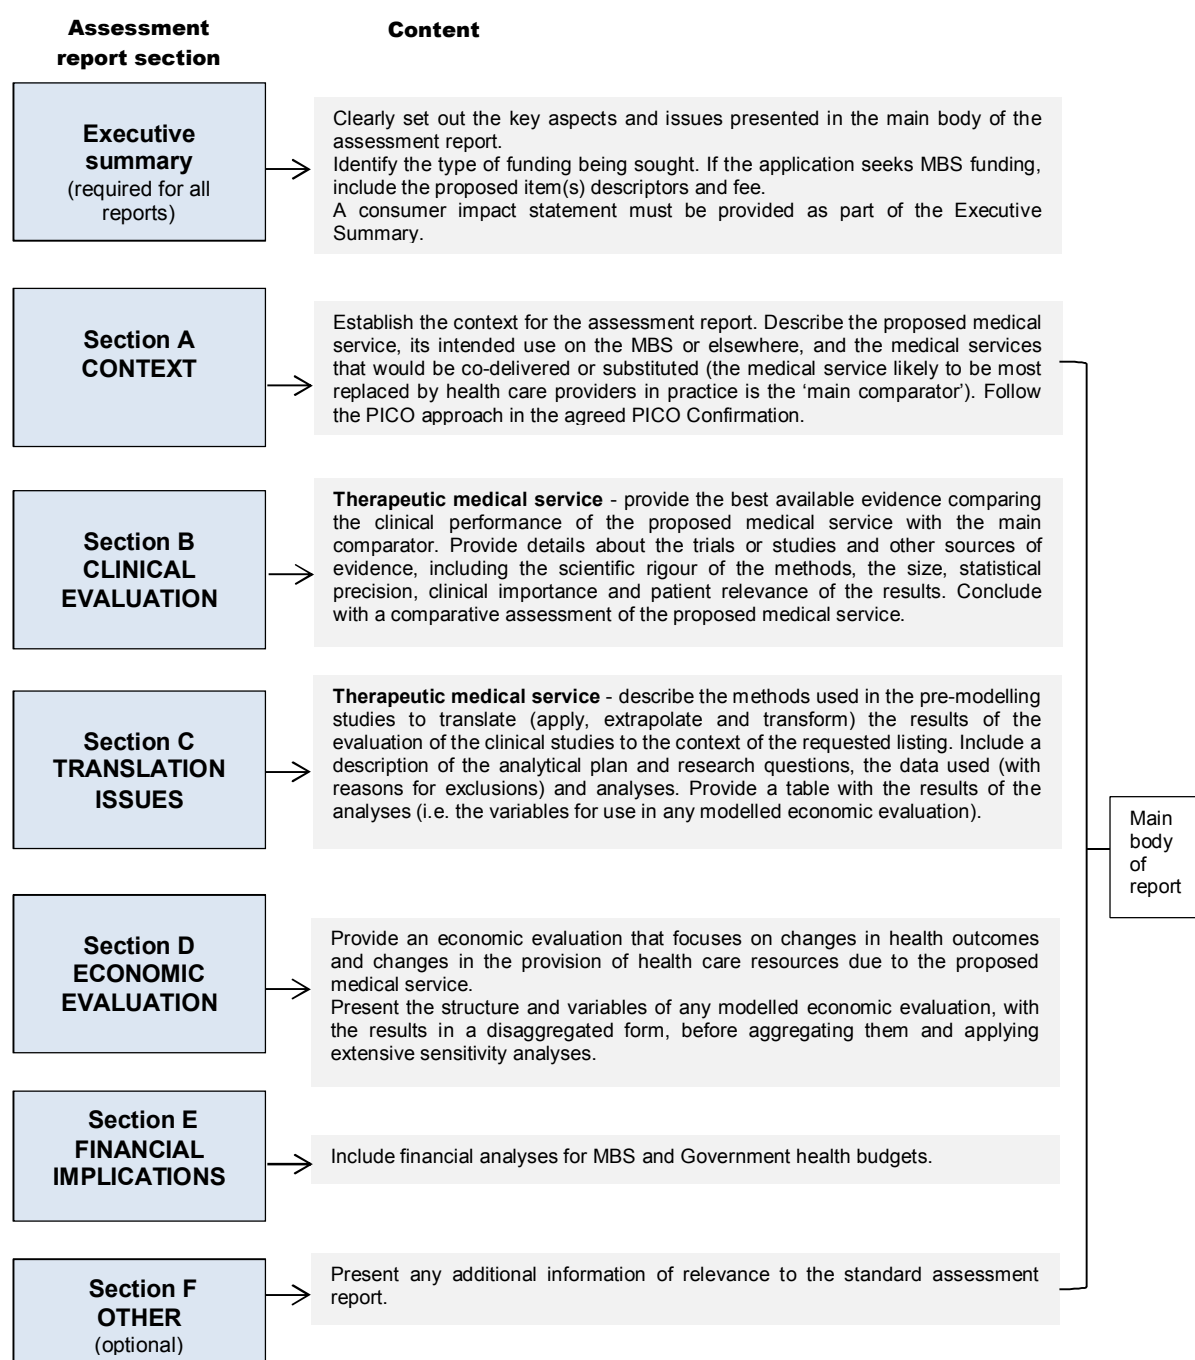 Assessment
report section
Content
Executive
summary
(required for all
reports)
Clearly set out the key aspects and issues presented in the main body of the
assessment report.
Identify the type of funding being sought. If the application seeks MBS funding,
include the proposed item(s) descriptors and fee.
A consumer impact statement must be provided as part of the Executive
Summary.
Section A
CONTEXT
Establish the context for the assessment report. Describe the proposed medical
service, its intended use on the MBS or elsewhere, and the medical services
that would be co-delivered or substituted (the medical service likely to be most
replaced by health care providers in practice is the ‘main comparator’). Follow
the PICO approach in the agreed PICO Confirmation.
Section B
CLINICAL
EVALUATION
Therapeutic medical service - provide the best available evidence comparing
the clinical performance of the proposed medical service with the main
comparator. Provide details about the trials or studies and other sources of
evidence, including the scientific rigour of the methods, the size, statistical
precision, clinical importance and patient relevance of the results. Conclude
with a comparative assessment of the proposed medical service.
Section C
TRANSLATION
ISSUES
Therapeutic medical service - describe the methods used in the pre-modelling
studies to translate (apply, extrapolate and transform) the results of the
evaluation of the clinical studies to the context of the requested listing. Include a
description of the analytical plan and research questions, the data used (with
reasons for exclusions) and analyses. Provide a table with the results of the
analyses (i.e. the variables for use in any modelled economic evaluation).
Main
body
of
report
Section D
ECONOMIC
EVALUATION
Provide an economic evaluation that focuses on changes in health outcomes
and changes in the provision of health care resources due to the proposed
medical service.
Present the structure and variables of any modelled economic evaluation, with
the results in a disaggregated form, before aggregating them and applying
extensive sensitivity analyses.
Section E
FINANCIAL
IMPLICATIONS
Include financial analyses for MBS and Government health budgets.
Section F
OTHER
(optional)
Present any additional information of relevance to the standard assessment
report.